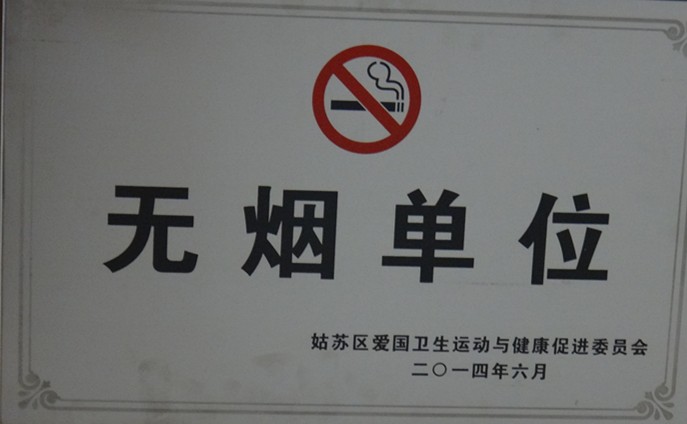 无烟单位
姑苏区爱国卫生运动与健康促进委员会
二〇一四年六月